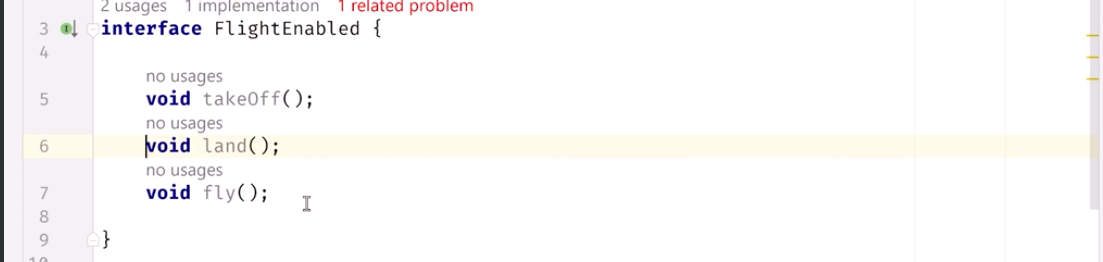 2 usages 1 implementation 1 related problem
3 interface FlightEnabled {
4
no usages
5 void takeOff();
no usages
6 void land();
no usages
7 void fly();
8
9 }
10